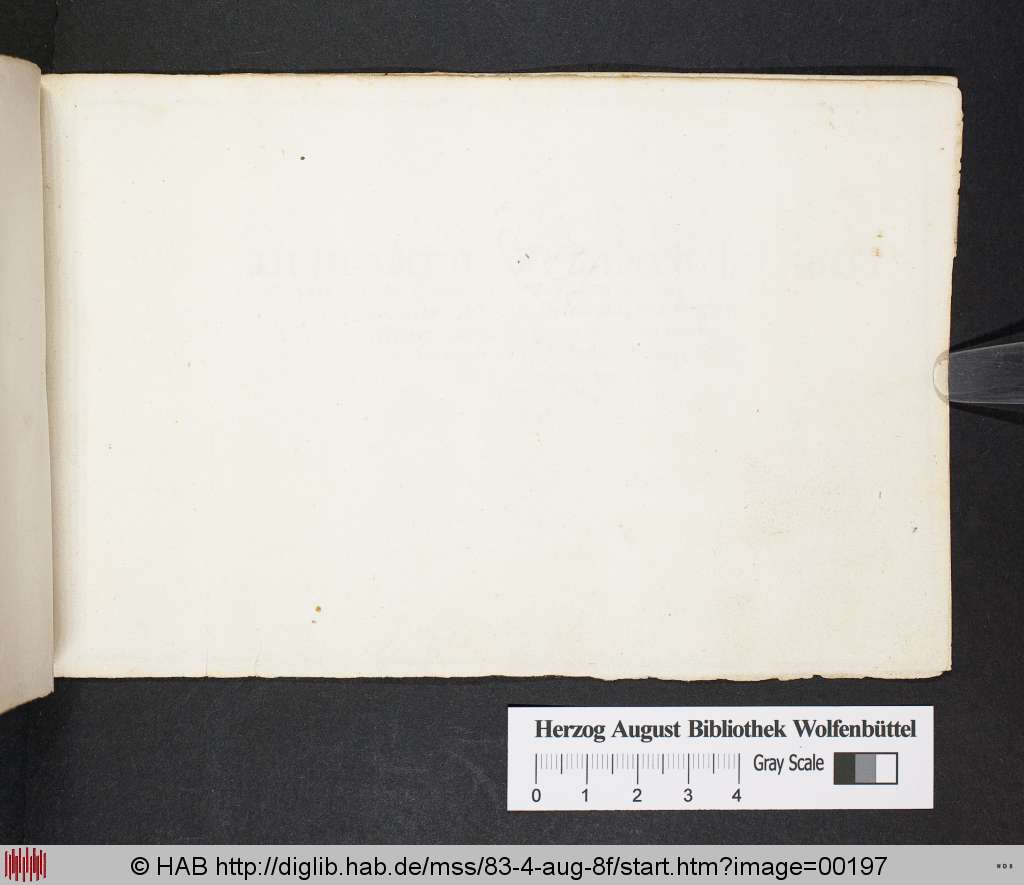 Herzog August Bibliothek Wolfenbüttel
Gray Scale
0 1 2 3 4
© HAB http://diglib.hab.de/mss/83-4-aug-8f/start.htm?image=00197